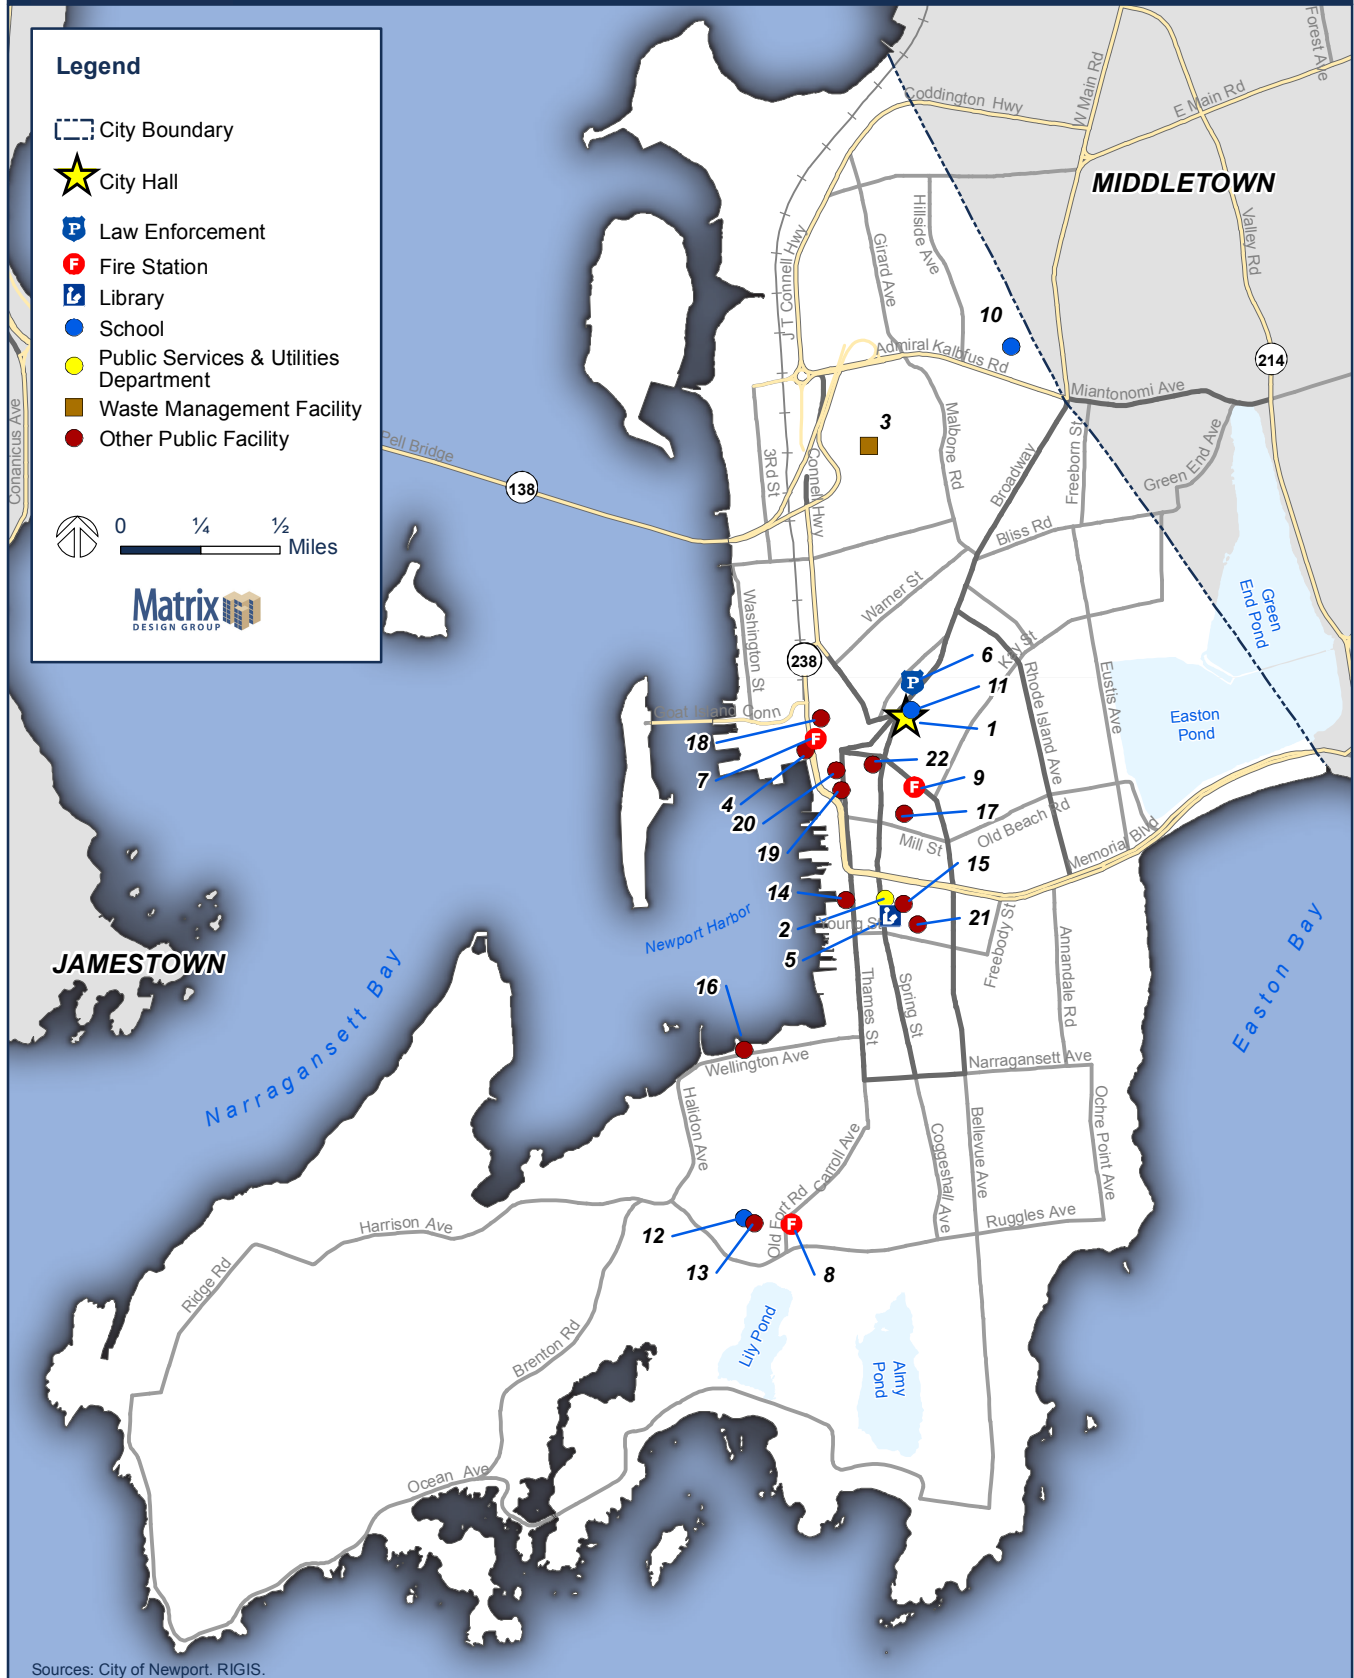 Legend
City Boundary
City Hall
P
Law Enforcement
F
Fire Station
Library
School
Public Services & Utilities
Department
Waste Management Facility
Other Public Facility
0 ¼ ½
Miles
Matrix
DESIGN GROUP
Forest Ave
W Main Rd
E Main Rd
Coddington Hwy
MIDDLETOWN
Valley Rd
Hillside Ave
Girard Ave
J T Connell Hwy
10
Admiral Kalbfus Rd
214
Miantonomi Ave
Conanicus Ave
Pell Bridge
138
3
Malbone Rd
Broadway
Freeborn St
Green End Ave
3Rd St
Connell Hwy
Bliss Rd
Warner St
Washington St
Green
End Pond
238
Kay St
6
P
11
Rhode Island Ave
Eustis Ave
Easton
Pond
Goat Island Conn
1
18
F
22
7
9
F
4
20
17
Old Beach Rd
Mill St
Memorial Blvd
19
15
14
2
21
Young St
5
Newport Harbor
Freebody St
Annandale Rd
JAMESTOWN
Narragansett Bay
Easton Bay
16
Thames St
Spring St
Wellington Ave
Narragansett Ave
Halidon Ave
Carroll Ave
Coggeshall Ave
Bellevue Ave
Ochre Point Ave
Old Fort Rd
Ruggles Ave
Harrison Ave
12
F
13
8
Ridge Rd
Brenton Rd
Lily Pond
Almy
Pond
Ocean Ave
Sources: City of Newport. RIGIS.